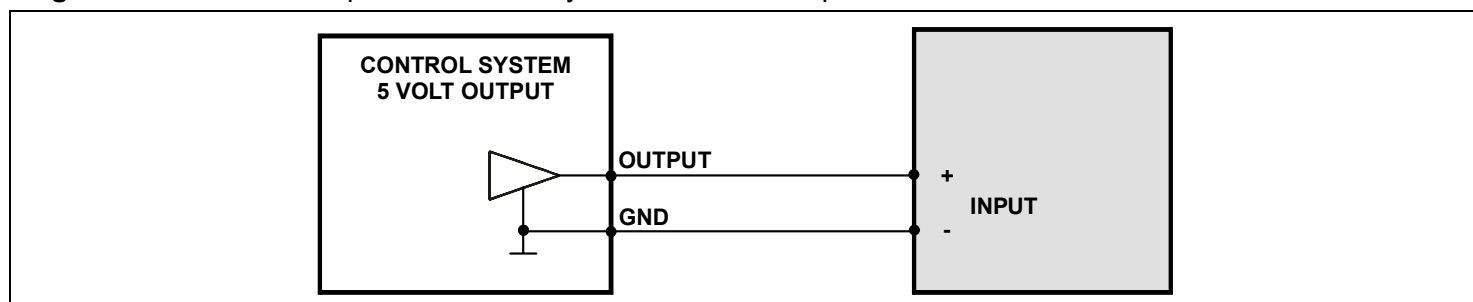 CONTROL SYSTEM
5 VOLT OUTPUT
OUTPUT
+
INPUT
GND
-